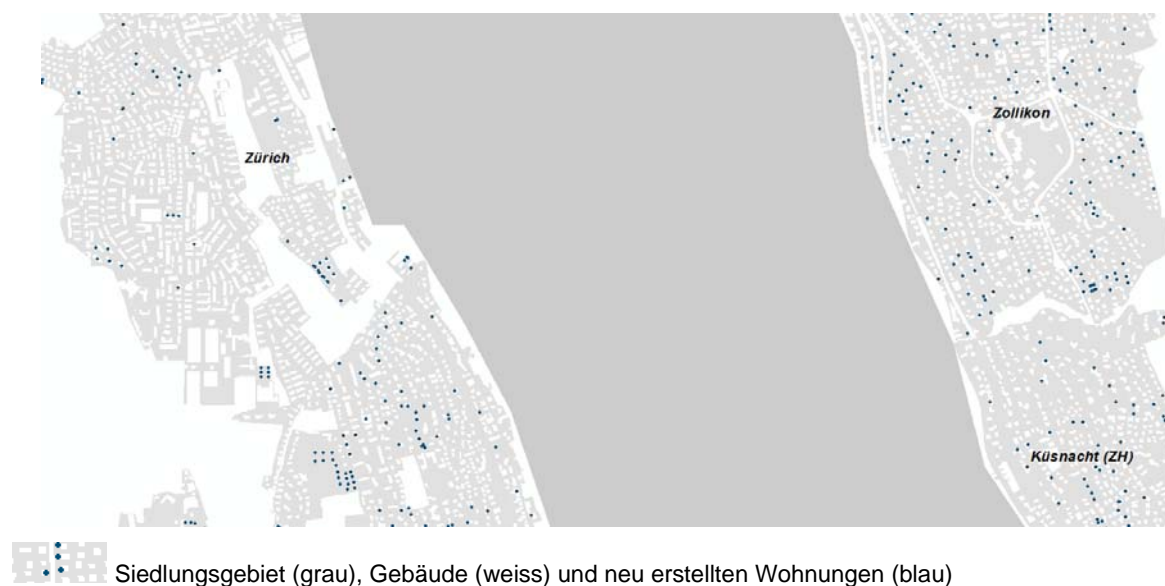 Zollikon
Zürich
Küsnacht (ZH)
Siedlungsgebiet (grau), Gebäude (weiss) und neu erstellten Wohnungen (blau)